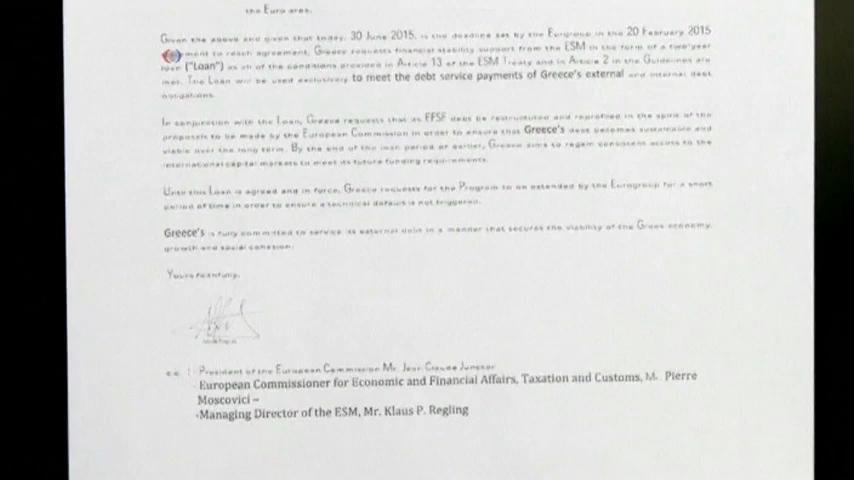 the Euro area.
Given the above and given that today, 30 June 2015, is the deadline set by the Eurgroup in the 20 February 2015
ment to reach agreement, Greece requests financial stability support from the ESM in the form of a two-year
loan ("Loan") as of the conditions provided in Article 13 of the ESM Treaty and in Article 2 in the Guidelines are
met. The Loan will be used exclusively to meet the debt service payments of Greece's external and internal debt
obligations.
In conjunction with the Loan, Greece requests that its EFSF debt be restructured and reprofiled in the spirit of the
proposals to be made by the European Commission in order to ensure that Greece's debt becomes sustainable and
viable over the long term. By the end of the loan period or earlier, Greece aims to regain consistent access to the
international capital markets to meet its future funding requirements.
Until this Loan is agreed and in force, Greece requests for the Program to be extended by the Eurogroup for a short
period of time in order to ensure a technical default is not triggered.
Greece's is fully committed to service its external debt in a manner that secures the viability of the Greek economy,
growth and social cohesion.
Yours faithfully,
c.c. : President of the European Commission Mr. Jean Claude Juncker
- European Commissioner for Economic and Financial Affairs, Taxation and Customs, M. Pierre
Moscovici –
-Managing Director of the ESM, Mr. Klaus P. Regling